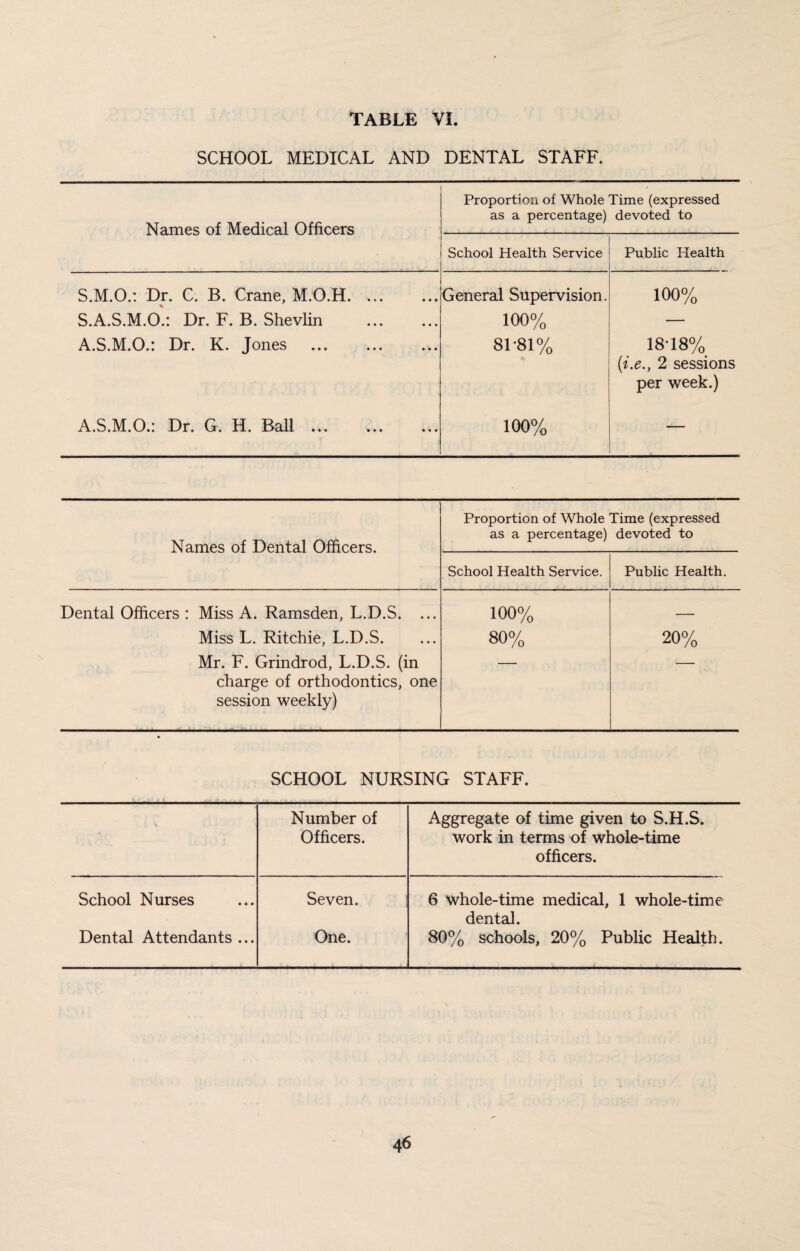 TABLE VI.
SCHOOL MEDICAL AND DENTAL STAFF.
Names of Medical Officers
Proportion of Whole Time (expressed
as a percentage) devoted to
School Health Service
Public Health
S.M.O.: Dr. C. B. Crane, M.O.H. ... ... General Supervision. 100%
S.A.S.M.O.: Dr. F. B. Shevlin ... ... 100% —
A.S.M.O.: Dr. K. Jones ... ... ... 81·81% 18·18%
(i.e., 2 sessions
per week.)
A.S.M.O.: Dr. G. H. Ball ... ... ... 100% —
Names of Dental Officers.
Proportion of Whole Time (expressed
as a percentage) devoted to
School Health Service.
Public Health.
Dental Officers : Miss A. Ramsden, L.D.S. ... 100% —
Miss L. Ritchie, L.D.S. ... 80% 20%
Mr. F. Grindrod, L.D.S. (in — —
charge of orthodontics, one
session weekly)
SCHOOL NURSING STAFF.
Number of
Officers.
Aggregate of time given to S.H.S.
work in terms of whole-time
officers.
School Nurses ... Seven. 6 whole-time medical, 1 whole-time
dental.
Dental Attendants ... One. 80% schools, 20% Public Health.
46